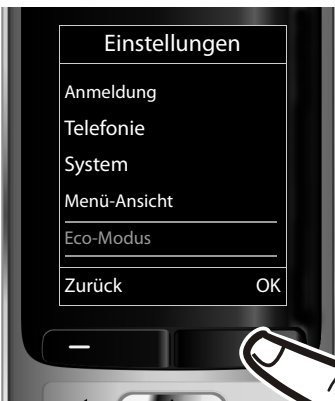 Einstellungen
Anmeldung
Telefonie
System
Menü-Ansicht
Eco-Modus
Zurück OK